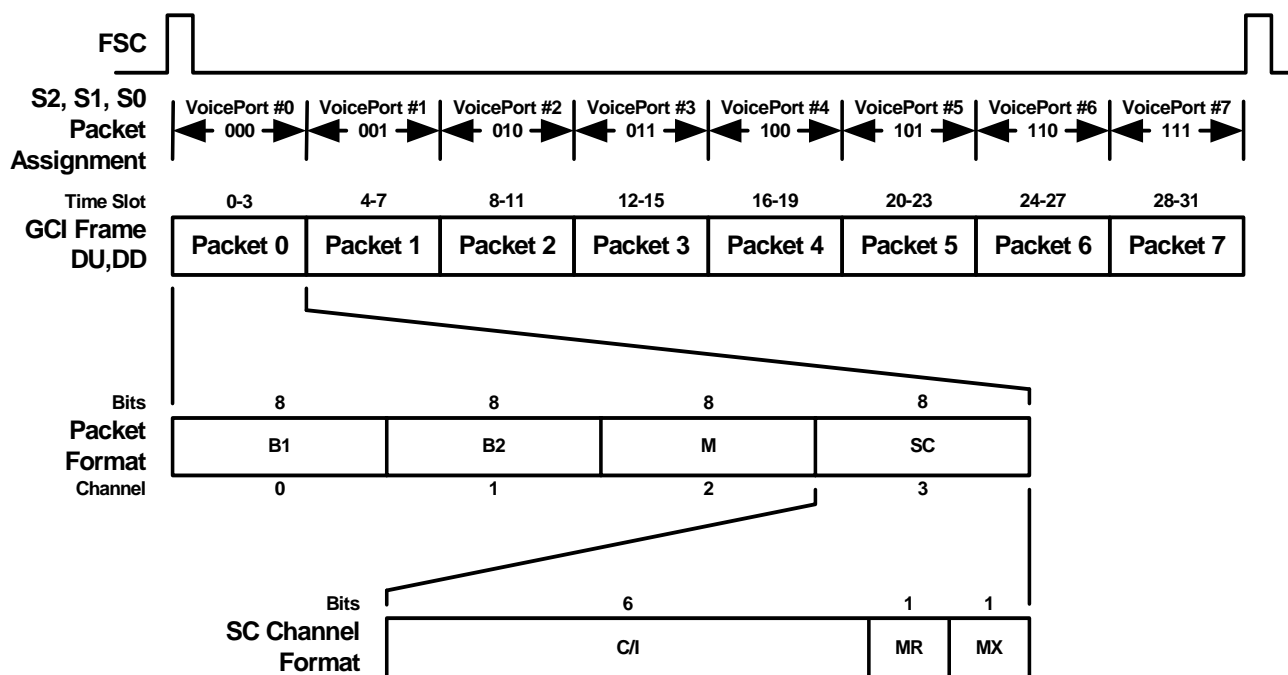 FSC
S2, S1, S0
Packet
Assignment
VoicePort #0 VoicePort #1 VoicePort #2 VoicePort #3 VoicePort #4 VoicePort #5 VoicePort #6 VoicePort #7
000 001 010 011 100 101 110 111
Time Slot 0-3 4-7 8-11 12-15 16-19 20-23 24-27 28-31
GCI Frame
DU,DD
Packet 0 Packet 1 Packet 2 Packet 3 Packet 4 Packet 5 Packet 6 Packet 7
Bits 8 8 8 8
Packet
Format
B1 B2 M SC
Channel 0 1 2 3
Bits 6 1 1
SC Channel
Format
C/I MR MX